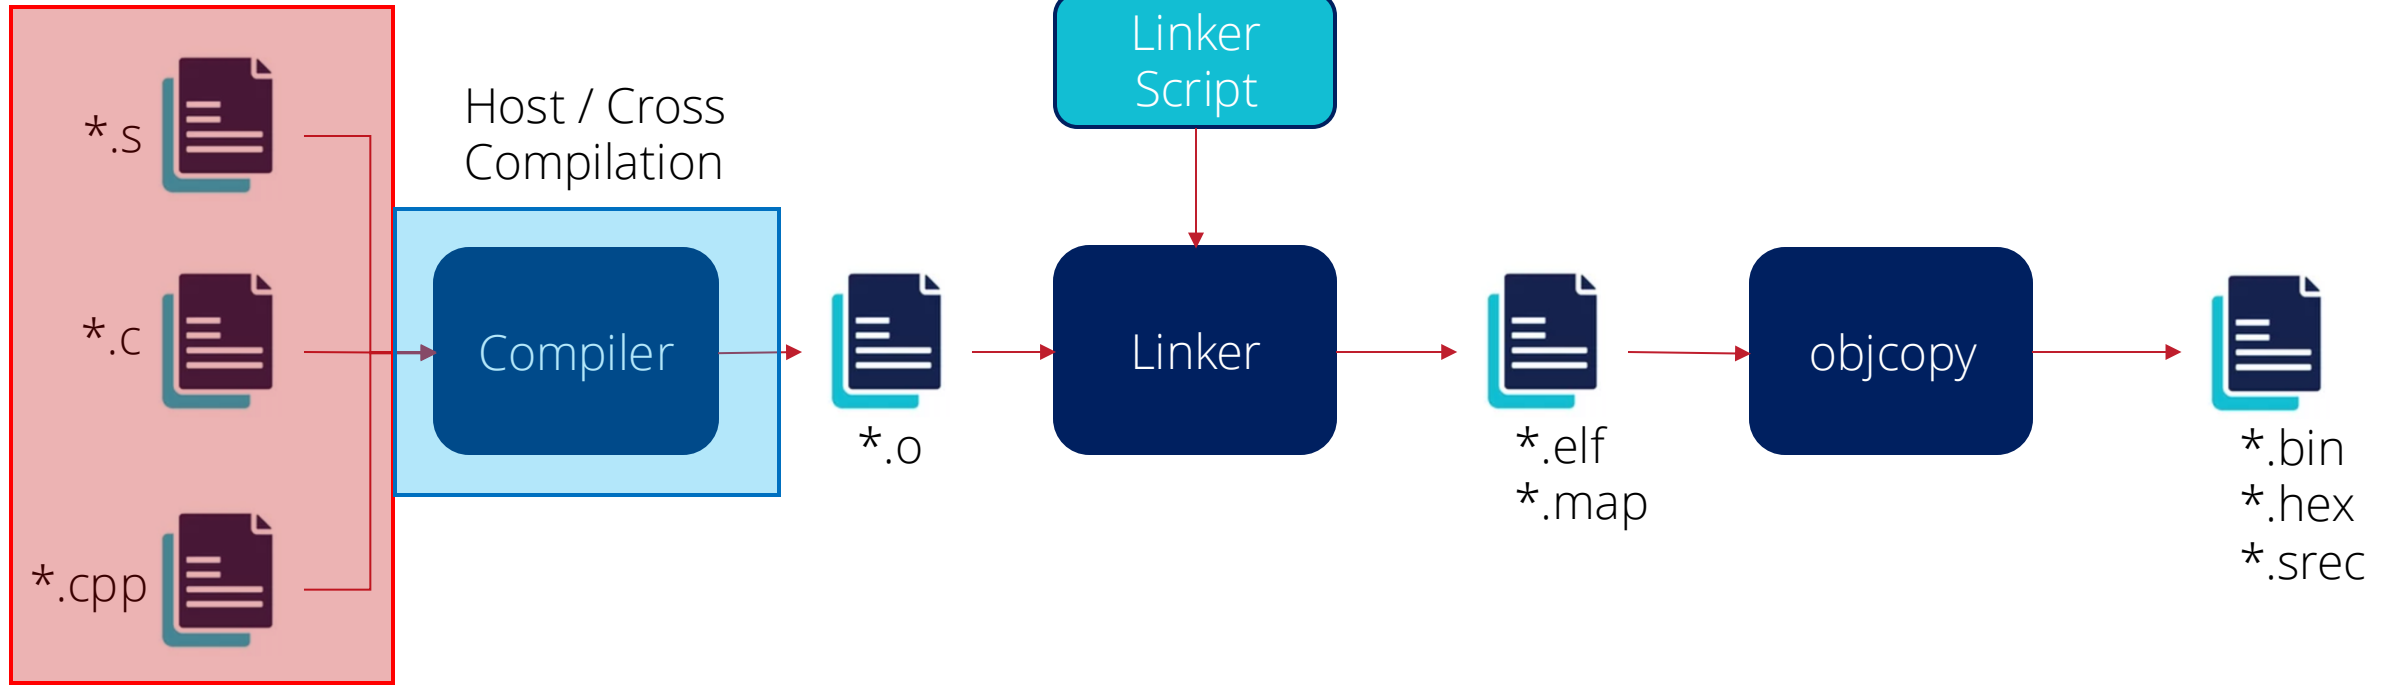 *.s
*.c
*.cpp
Host / Cross
Compilation
Compiler
*.o
Linker
Script
Linker
*.elf
*.map
objcopy
*.bin
*.hex
*.srec